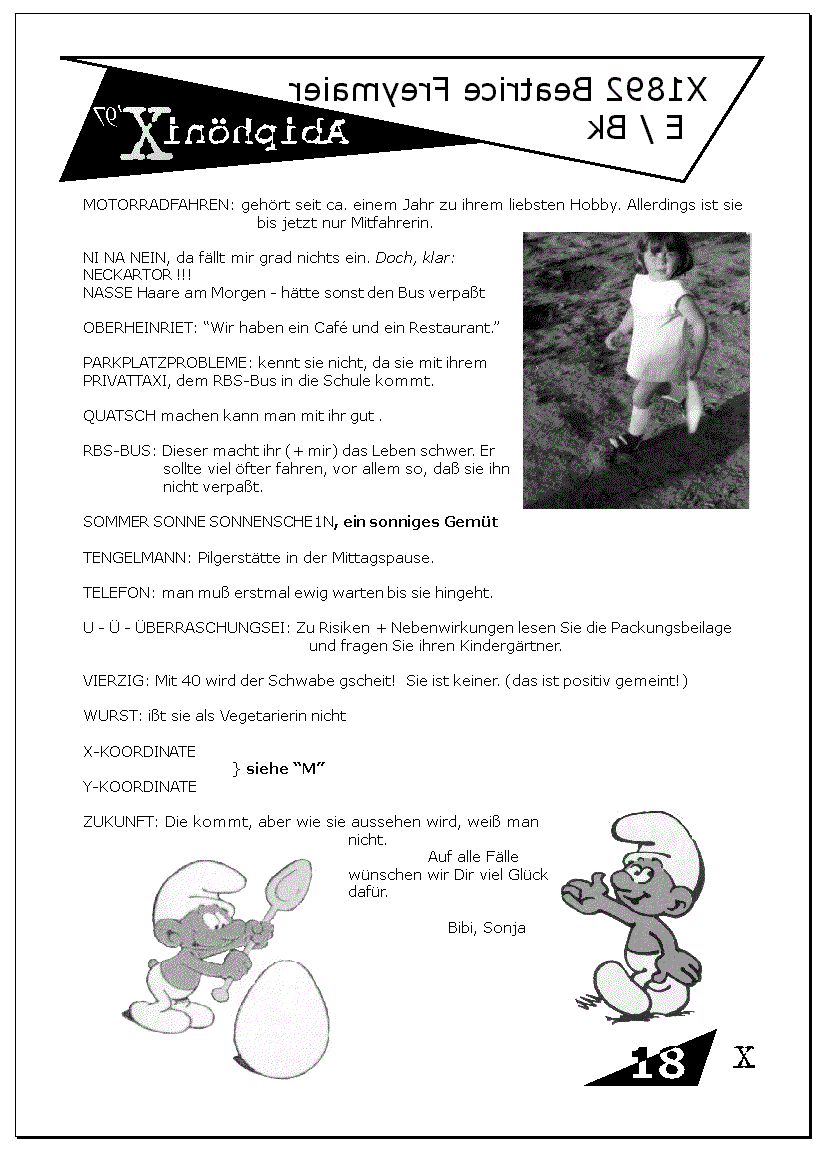 X1892 Beatrice Freymaier
E / Bk
AbiphöniX '97
MOTORRADFAHREN: gehört seit ca. einem Jahr zu ihrem liebsten Hobby. Allerdings ist sie
bis jetzt nur Mitfahrerin.
NI NA NEIN, da fällt mir grad nichts ein. Doch, klar:
NECKARTOR !!!
NASSE Haare am Morgen - hätte sonst den Bus verpaßt
OBERHEINRIET: “Wir haben ein Café und ein Restaurant.”
PARKPLATZPROBLEME: kennt sie nicht, da sie mit ihrem
PRIVATTAXI, dem RBS-Bus in die Schule kommt.
QUATSCH machen kann man mit ihr gut .
RBS-BUS: Dieser macht ihr (+ mir) das Leben schwer. Er
sollte viel öfter fahren, vor allem so, daß sie ihn
nicht verpaßt.
SOMMER SONNE SONNENSCHE1N, ein sonniges Gemüt
TENGELMANN: Pilgerstätte in der Mittagspause.
TELEFON: man muß erstmal ewig warten bis sie hingeht.
U - Ü - ÜBERRASCHUNGSEI: Zu Risiken + Nebenwirkungen lesen Sie die Packungsbeilage
und fragen Sie ihren Kindergärtner.
VIERZIG: Mit 40 wird der Schwabe gscheit! Sie ist keiner. (das ist positiv gemeint!)
WURST: ißt sie als Vegetarierin nicht
X-KOORDINATE
} siehe “M”
Y-KOORDINATE
ZUKUNFT: Die kommt, aber wie sie aussehen wird, weiß man
nicht.
Auf alle Fälle
wünschen wir Dir viel Glück
dafür.
Bibi, Sonja
18 X